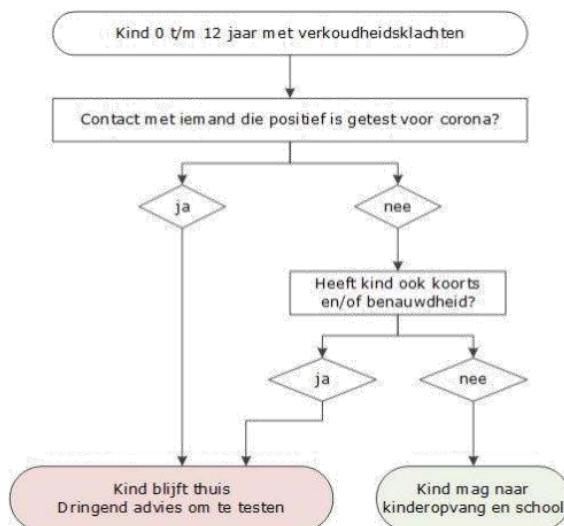 Kind 0 t/m 12 jaar met verkoudheidsklachten
Contact met iemand die positief is getest voor corona?
ja
nee
Heeft kind ook koorts
en/of benauwdheid?
ja
nee
Kind blijft thuis
Dringend advies om te testen
Kind mag naar
kinderopvang en school